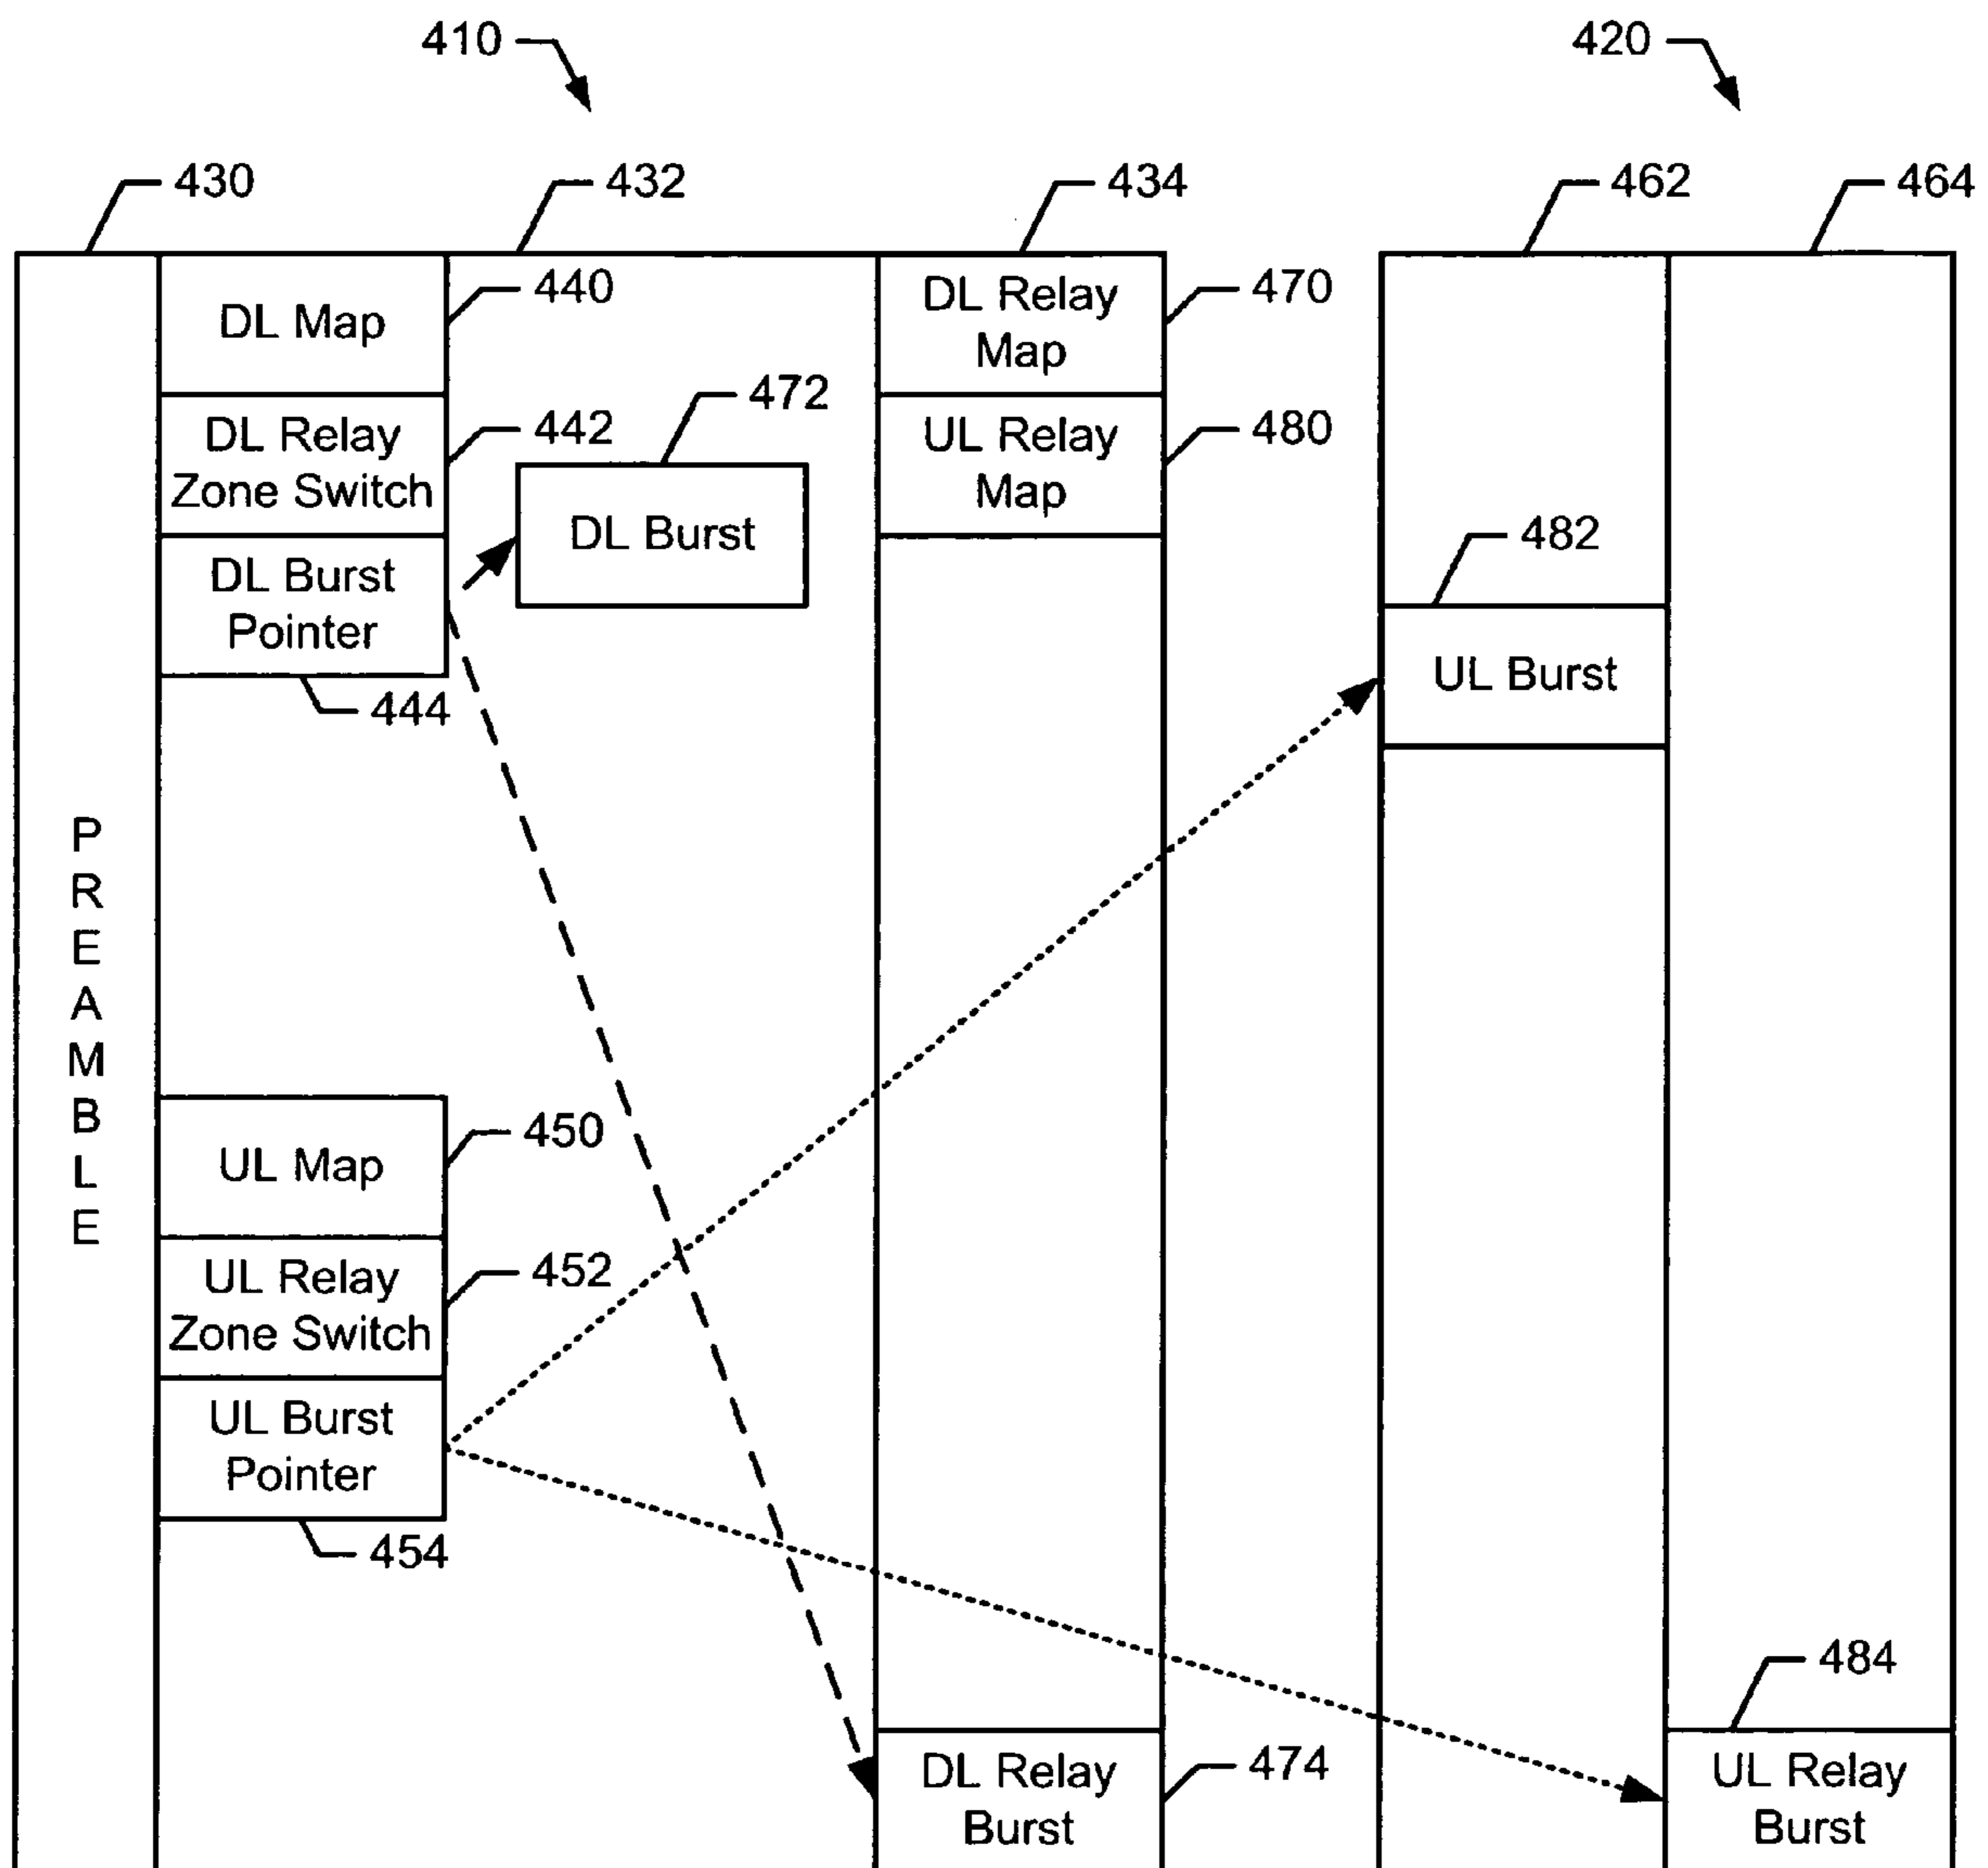 410
420
430
432
434
462
464
DL Map
440
DL Relay
Map
470
DL Relay
Zone Switch
442
472
UL Relay
Map
480
DL Burst
482
DL Burst
Pointer
444
UL Burst
PREAMBLE
UL Map
450
UL Relay
Zone Switch
452
UL Burst
Pointer
454
484
DL Relay
Burst
474
UL Relay
Burst